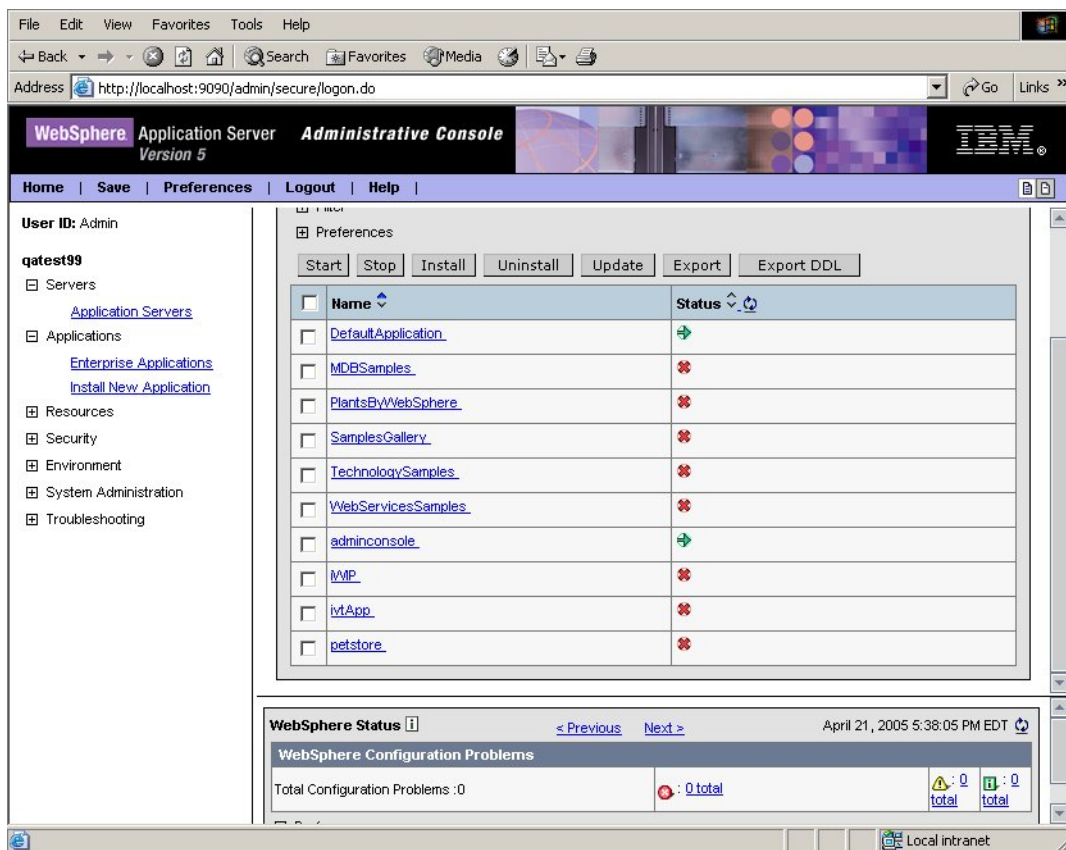 File Edit View Favorites Tools Help
Back Search Favorites Media
Address http://localhost:9090/admin/secure/logon.do Go Links »
WebSphere Application Server Administrative Console
Version 5
IBM®
Home | Save | Preferences | Logout | Help |
User ID: Admin
qatest99
Servers
Application Servers
Applications
Enterprise Applications
Install New Application
Resources
Security
Environment
System Administration
Troubleshooting
Filter
Preferences
Start Stop Install Uninstall Update Export Export DDL
Name Status
DefaultApplication
MDBSamples
PlantsByWebSphere
SamplesGallery
TechnologySamples
WebServicesSamples
adminconsole
ivtApp
petstore
WebSphere Status i < Previous Next > April 21, 2005 5:38:05 PM EDT
WebSphere Configuration Problems
Total Configuration Problems :0 : 0 total : 0 total : 0 total
Local intranet